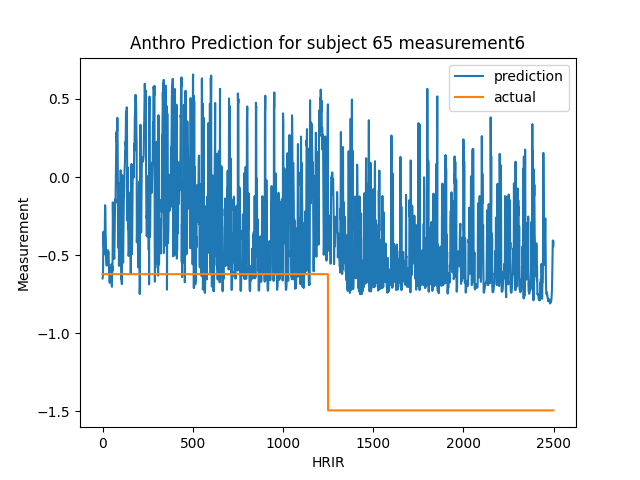 Anthro Prediction for subject 65 measurement6
prediction
actual
Measurement
0.5
0.0
−0.5
−1.0
−1.5
0
500
1000
1500
2000
2500
HRIR